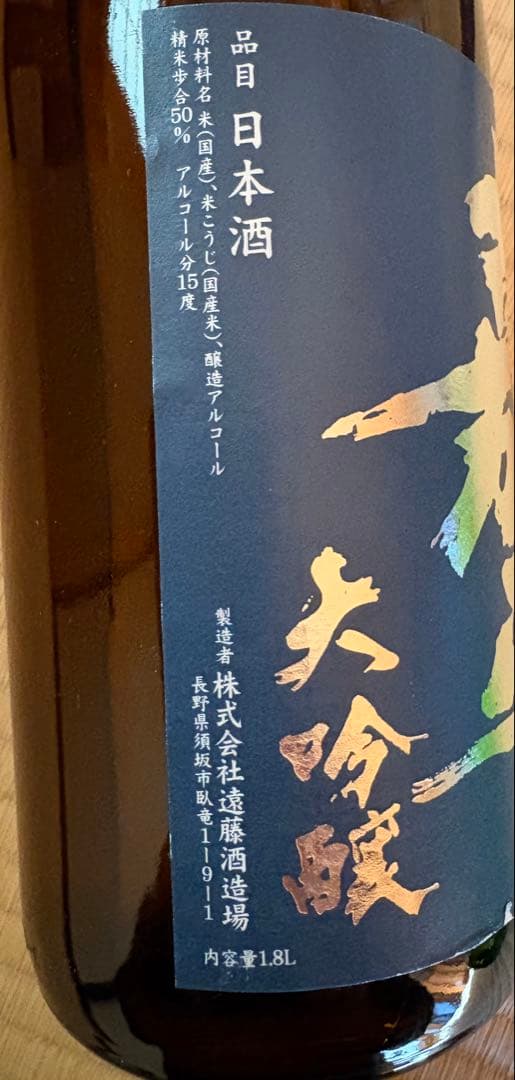 品目 日本酒
原材料名 米(国産)、米こうじ(国産米)、醸造アルコール
精米歩合50% アルコール分15度
大吟醸
製造者 株式会社遠藤酒造場
長野県須坂市臥竜1-9-1
内容量1.8L